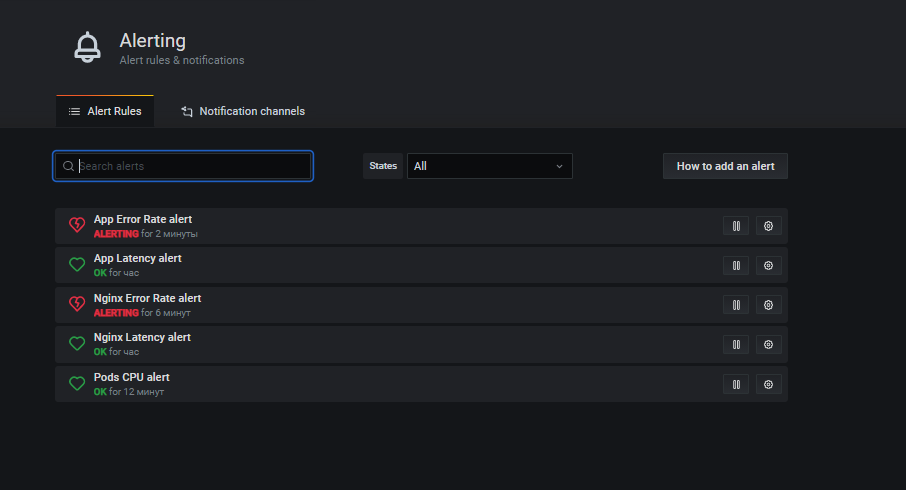 Alerting
Alert rules & notifications
Alert Rules
Notification channels
Search alerts
States
All
How to add an alert
App Error Rate alert
ALERTING for 2 минуты
App Latency alert
OK for час
Nginx Error Rate alert
ALERTING for 6 минут
Nginx Latency alert
OK for час
Pods CPU alert
OK for 12 минут